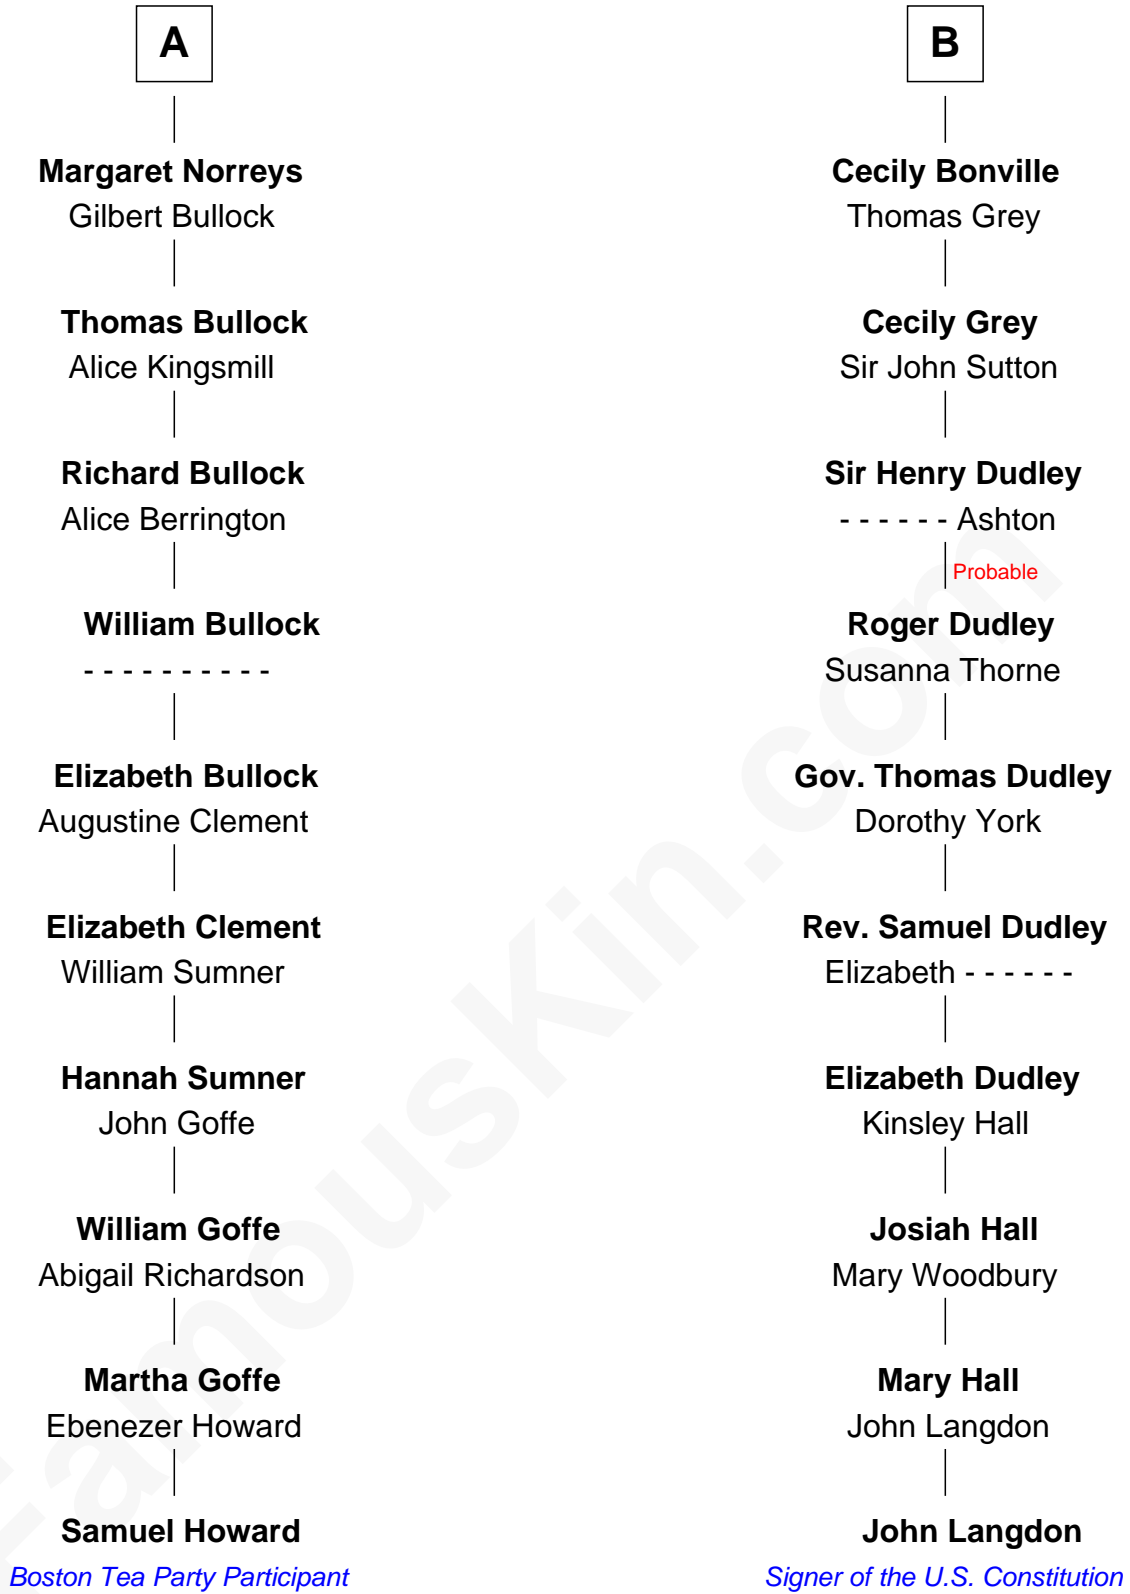 A
Margaret Norreys
Gilbert Bullock
Thomas Bullock
Alice Kingsmill
Richard Bullock
Alice Berrington
William Bullock
- - - - - - - - - -
Elizabeth Bullock
Augustine Clement
Elizabeth Clement
William Sumner
Hannah Sumner
John Goffe
William Goffe
Abigail Richardson
Martha Goffe
Ebenezer Howard
Samuel Howard
Boston Tea Party Participant
B
Cecily Bonville
Thomas Grey
Cecily Grey
Sir John Sutton
Sir Henry Dudley
- - - - - - Ashton
Probable
Roger Dudley
Susanna Thorne
Gov. Thomas Dudley
Dorothy York
Rev. Samuel Dudley
Elizabeth - - - - - -
Elizabeth Dudley
Kinsley Hall
Josiah Hall
Mary Woodbury
Mary Hall
John Langdon
John Langdon
Signer of the U.S. Constitution
FamousKin.com